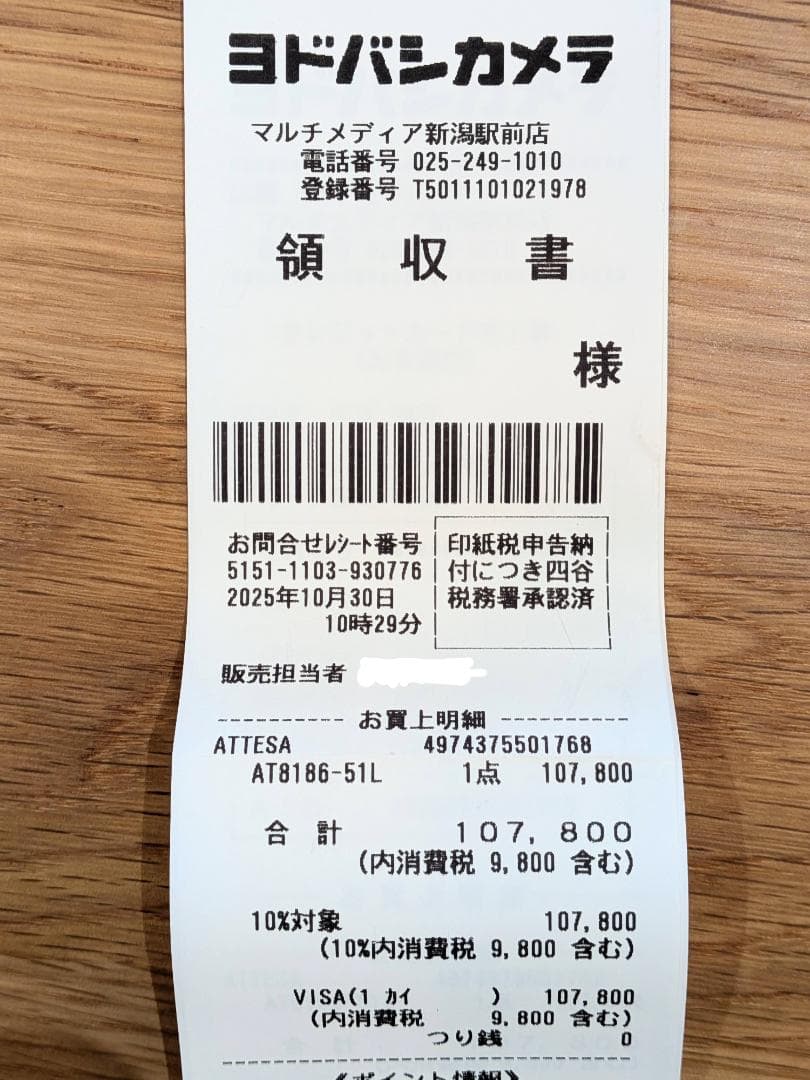 ヨドバシカメラ
マルチメディア新潟駅前店
電話番号 025-249-1010
登録番号 T5011101021978
領 収 書
様
お問合せﾚｼｰﾄ番号
5151-1103-930776
2025年10月30日
10時29分
印紙税申告納
付につき四谷
税務署承認済
販売担当者
---------- お買上明細 ----------
ATTESA 4974375501768
AT8186-51L 1点 107,800
合 計 107,800
(内消費税 9,800 含む)
10%対象 107,800
(10%内消費税 9,800 含む)
VISA(1 ｶｲ ) 107,800
(内消費税 9,800 含む)
つり銭 0
《ポイント情報》